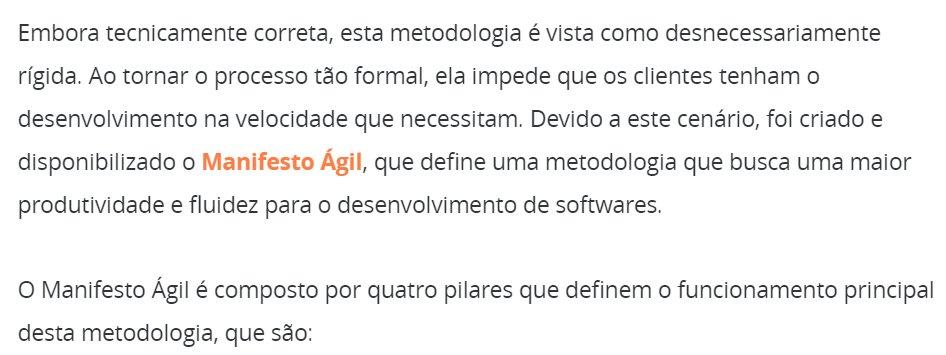 Embora tecnicamente correta, esta metodologia é vista como desnecessariamente
rígida. Ao tornar o processo tão formal, ela impede que os clientes tenham o
desenvolvimento na velocidade que necessitam. Devido a este cenário, foi criado e
disponibilizado o Manifesto Ágil, que define uma metodologia que busca uma maior
produtividade e fluidez para o desenvolvimento de softwares.
O Manifesto Ágil é composto por quatro pilares que definem o funcionamento principal
desta metodologia, que são: